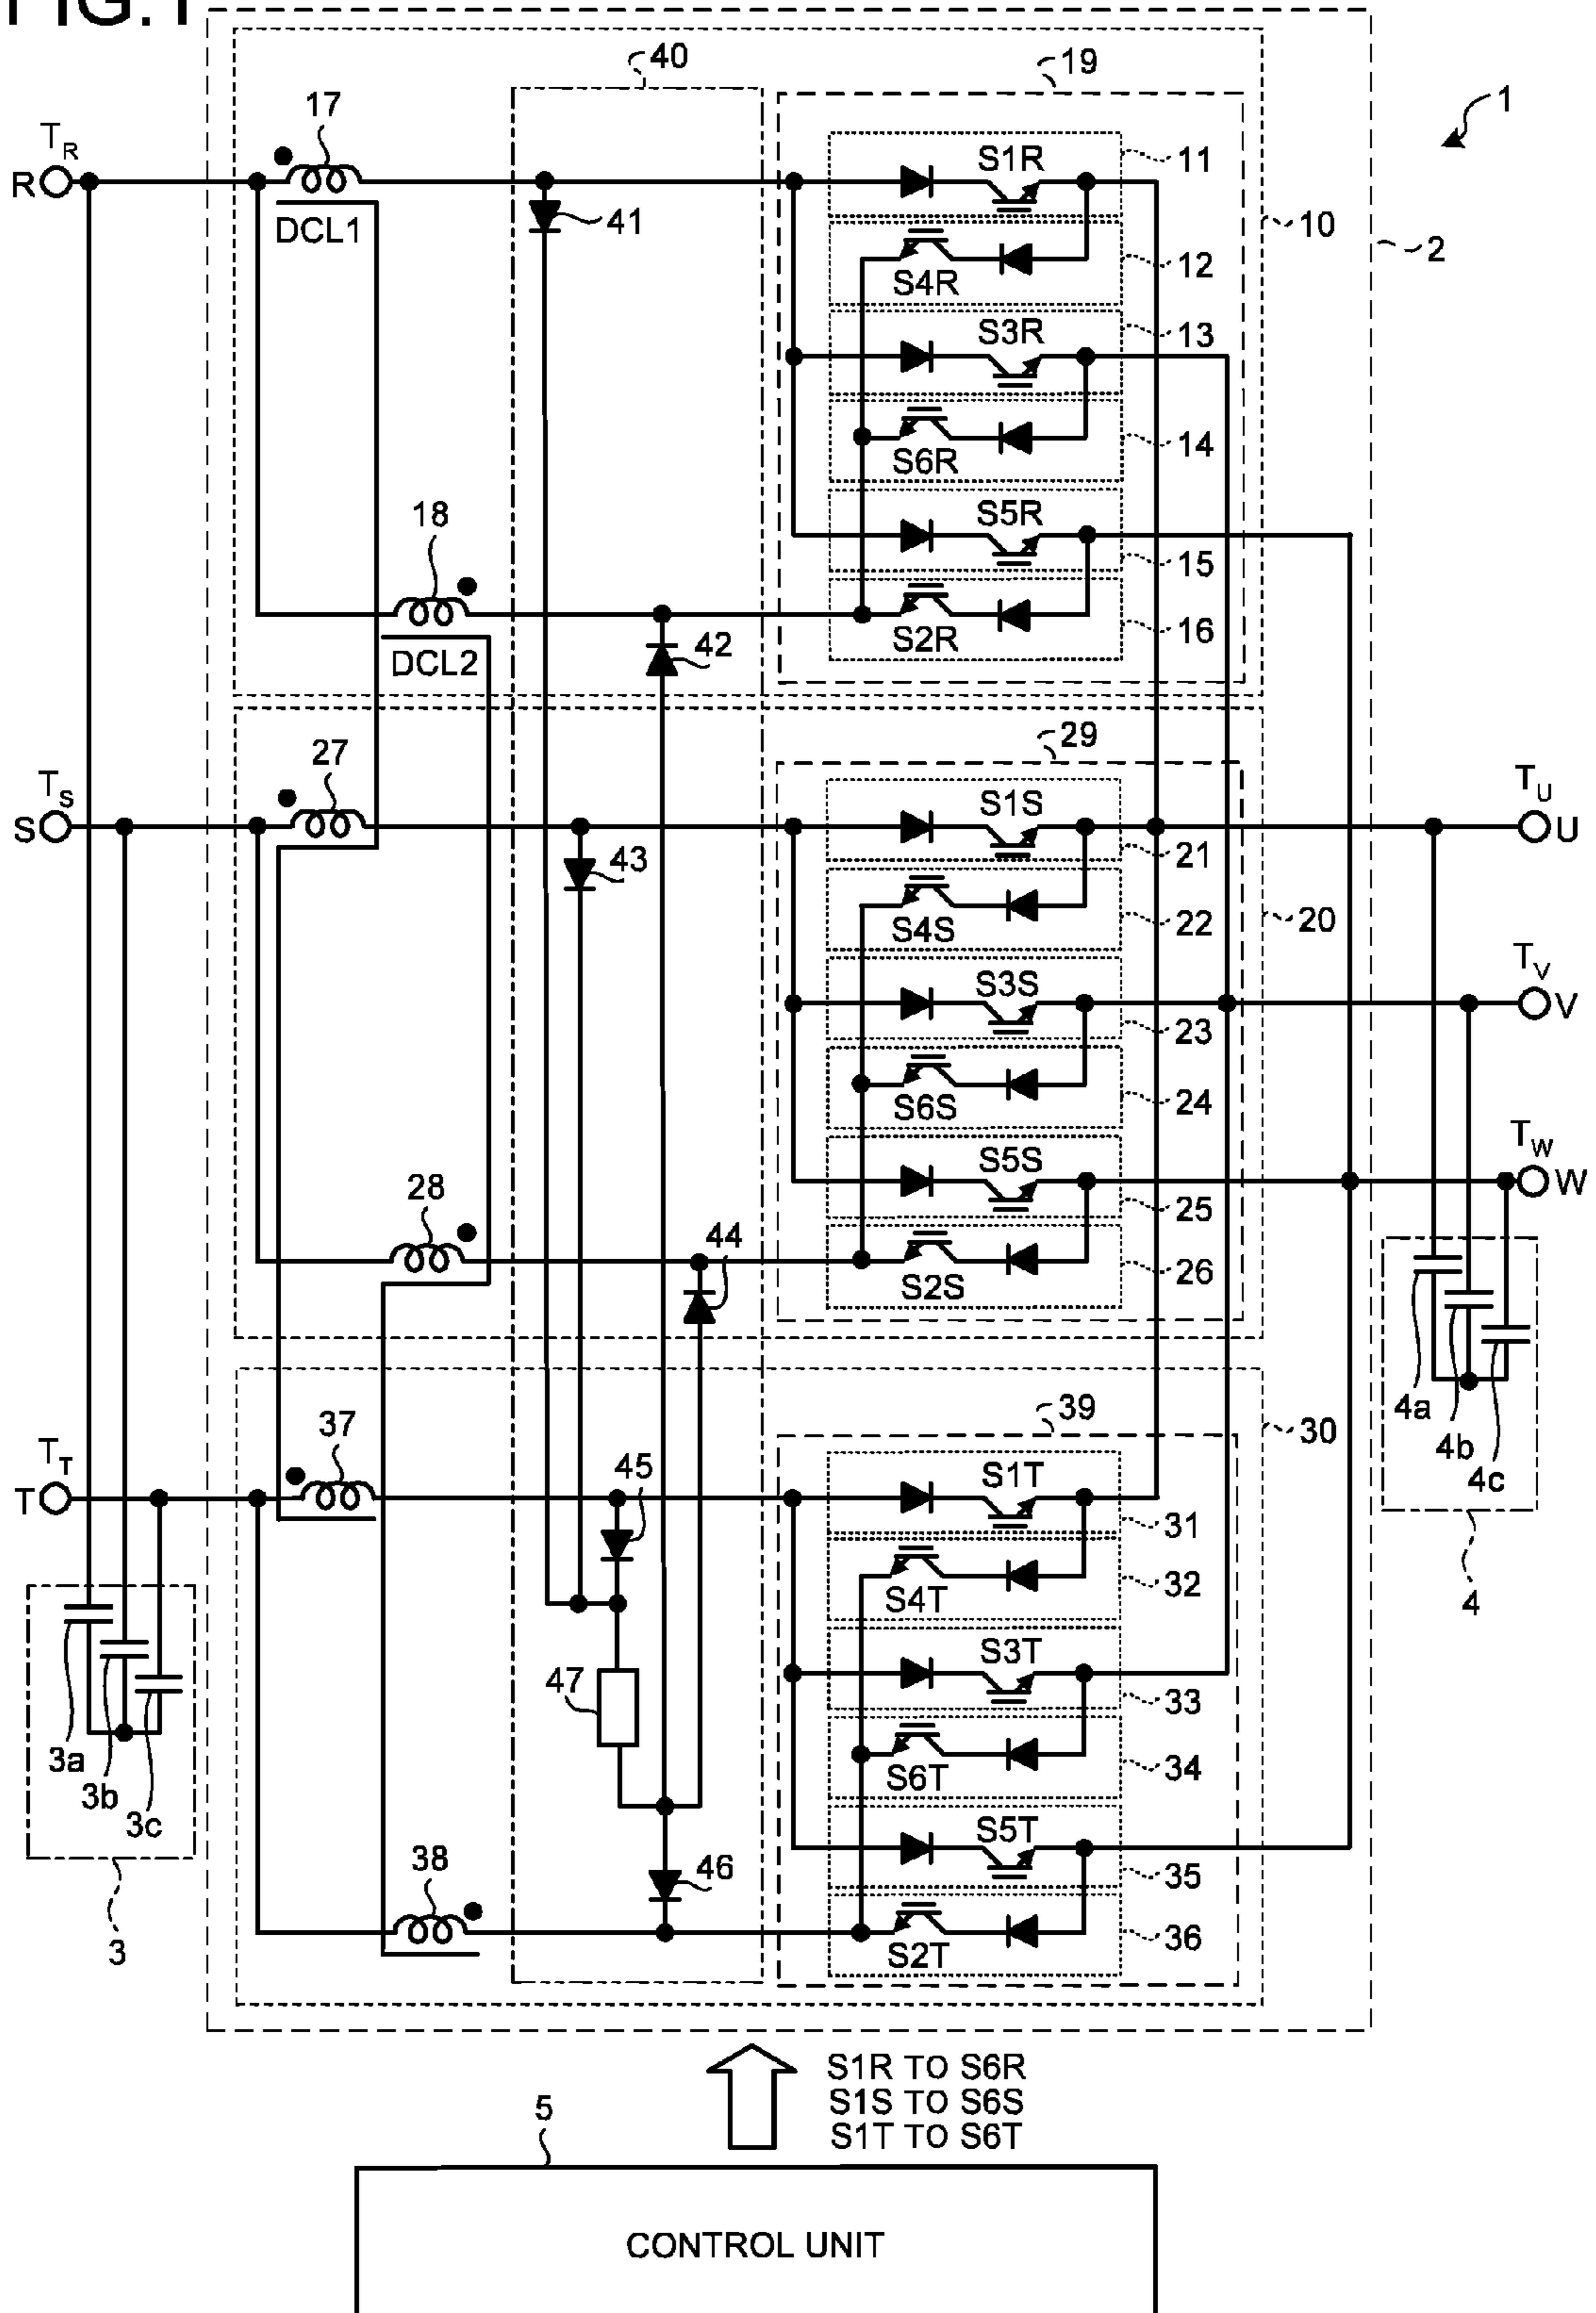 FIG. 1
40
19
1
17
T_R
R
S1R
11
DCL1
41
10
2
S4R
12
S3R
13
S6R
14
18
S5R
15
S2R
16
DCL2
42
27
29
T_S
S
S1S
21
T_U
U
43
S4S
22
20
S3S
23
T_V
V
S6S
24
28
S5S
25
T_W
W
44
S2S
26
4a
4b
4c
4
37
39
30
T_T
T
45
S1T
31
S4T
32
S3T
33
47
3a
3b
3c
3
S6T
34
S5T
35
38
46
S2T
36
S1R TO S6R
S1S TO S6S
S1T TO S6T
5
CONTROL UNIT